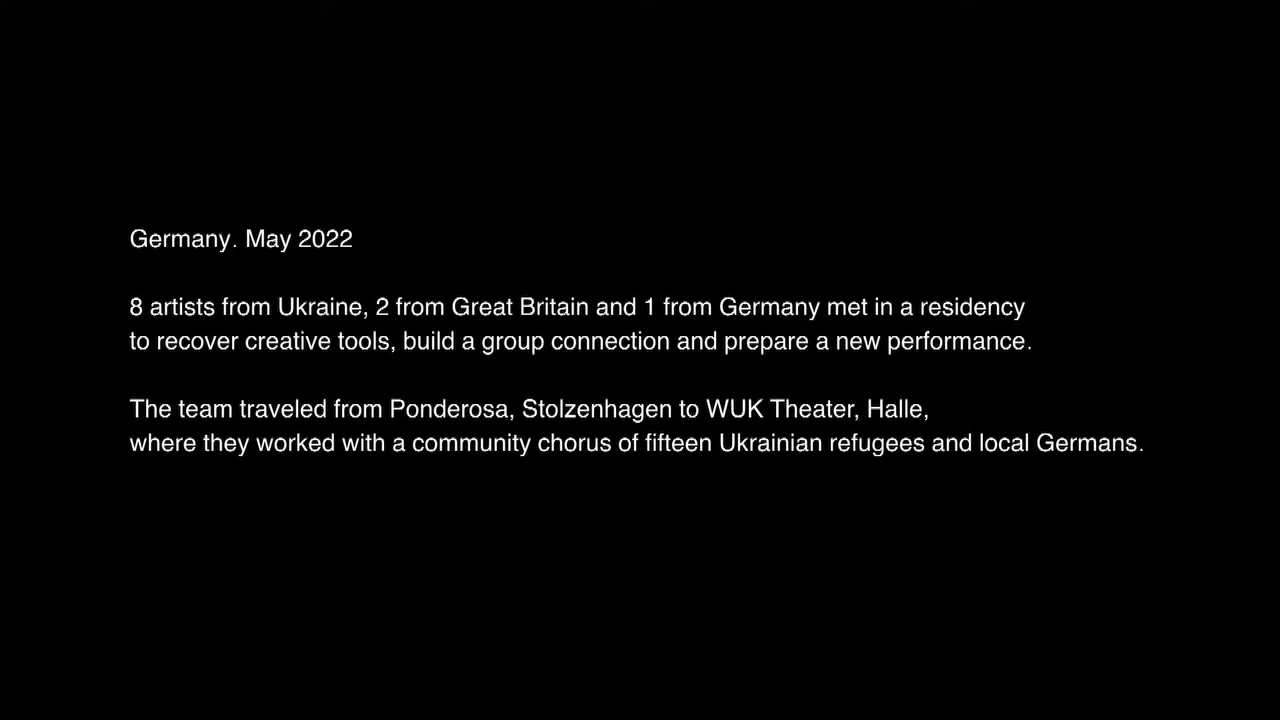 Germany. May 2022
8 artists from Ukraine, 2 from Great Britain and 1 from Germany met in a residency
to recover creative tools, build a group connection and prepare a new performance.
The team traveled from Ponderosa, Stolzenhagen to WUK Theater, Halle,
where they worked with a community chorus of fifteen Ukrainian refugees and local Germans.